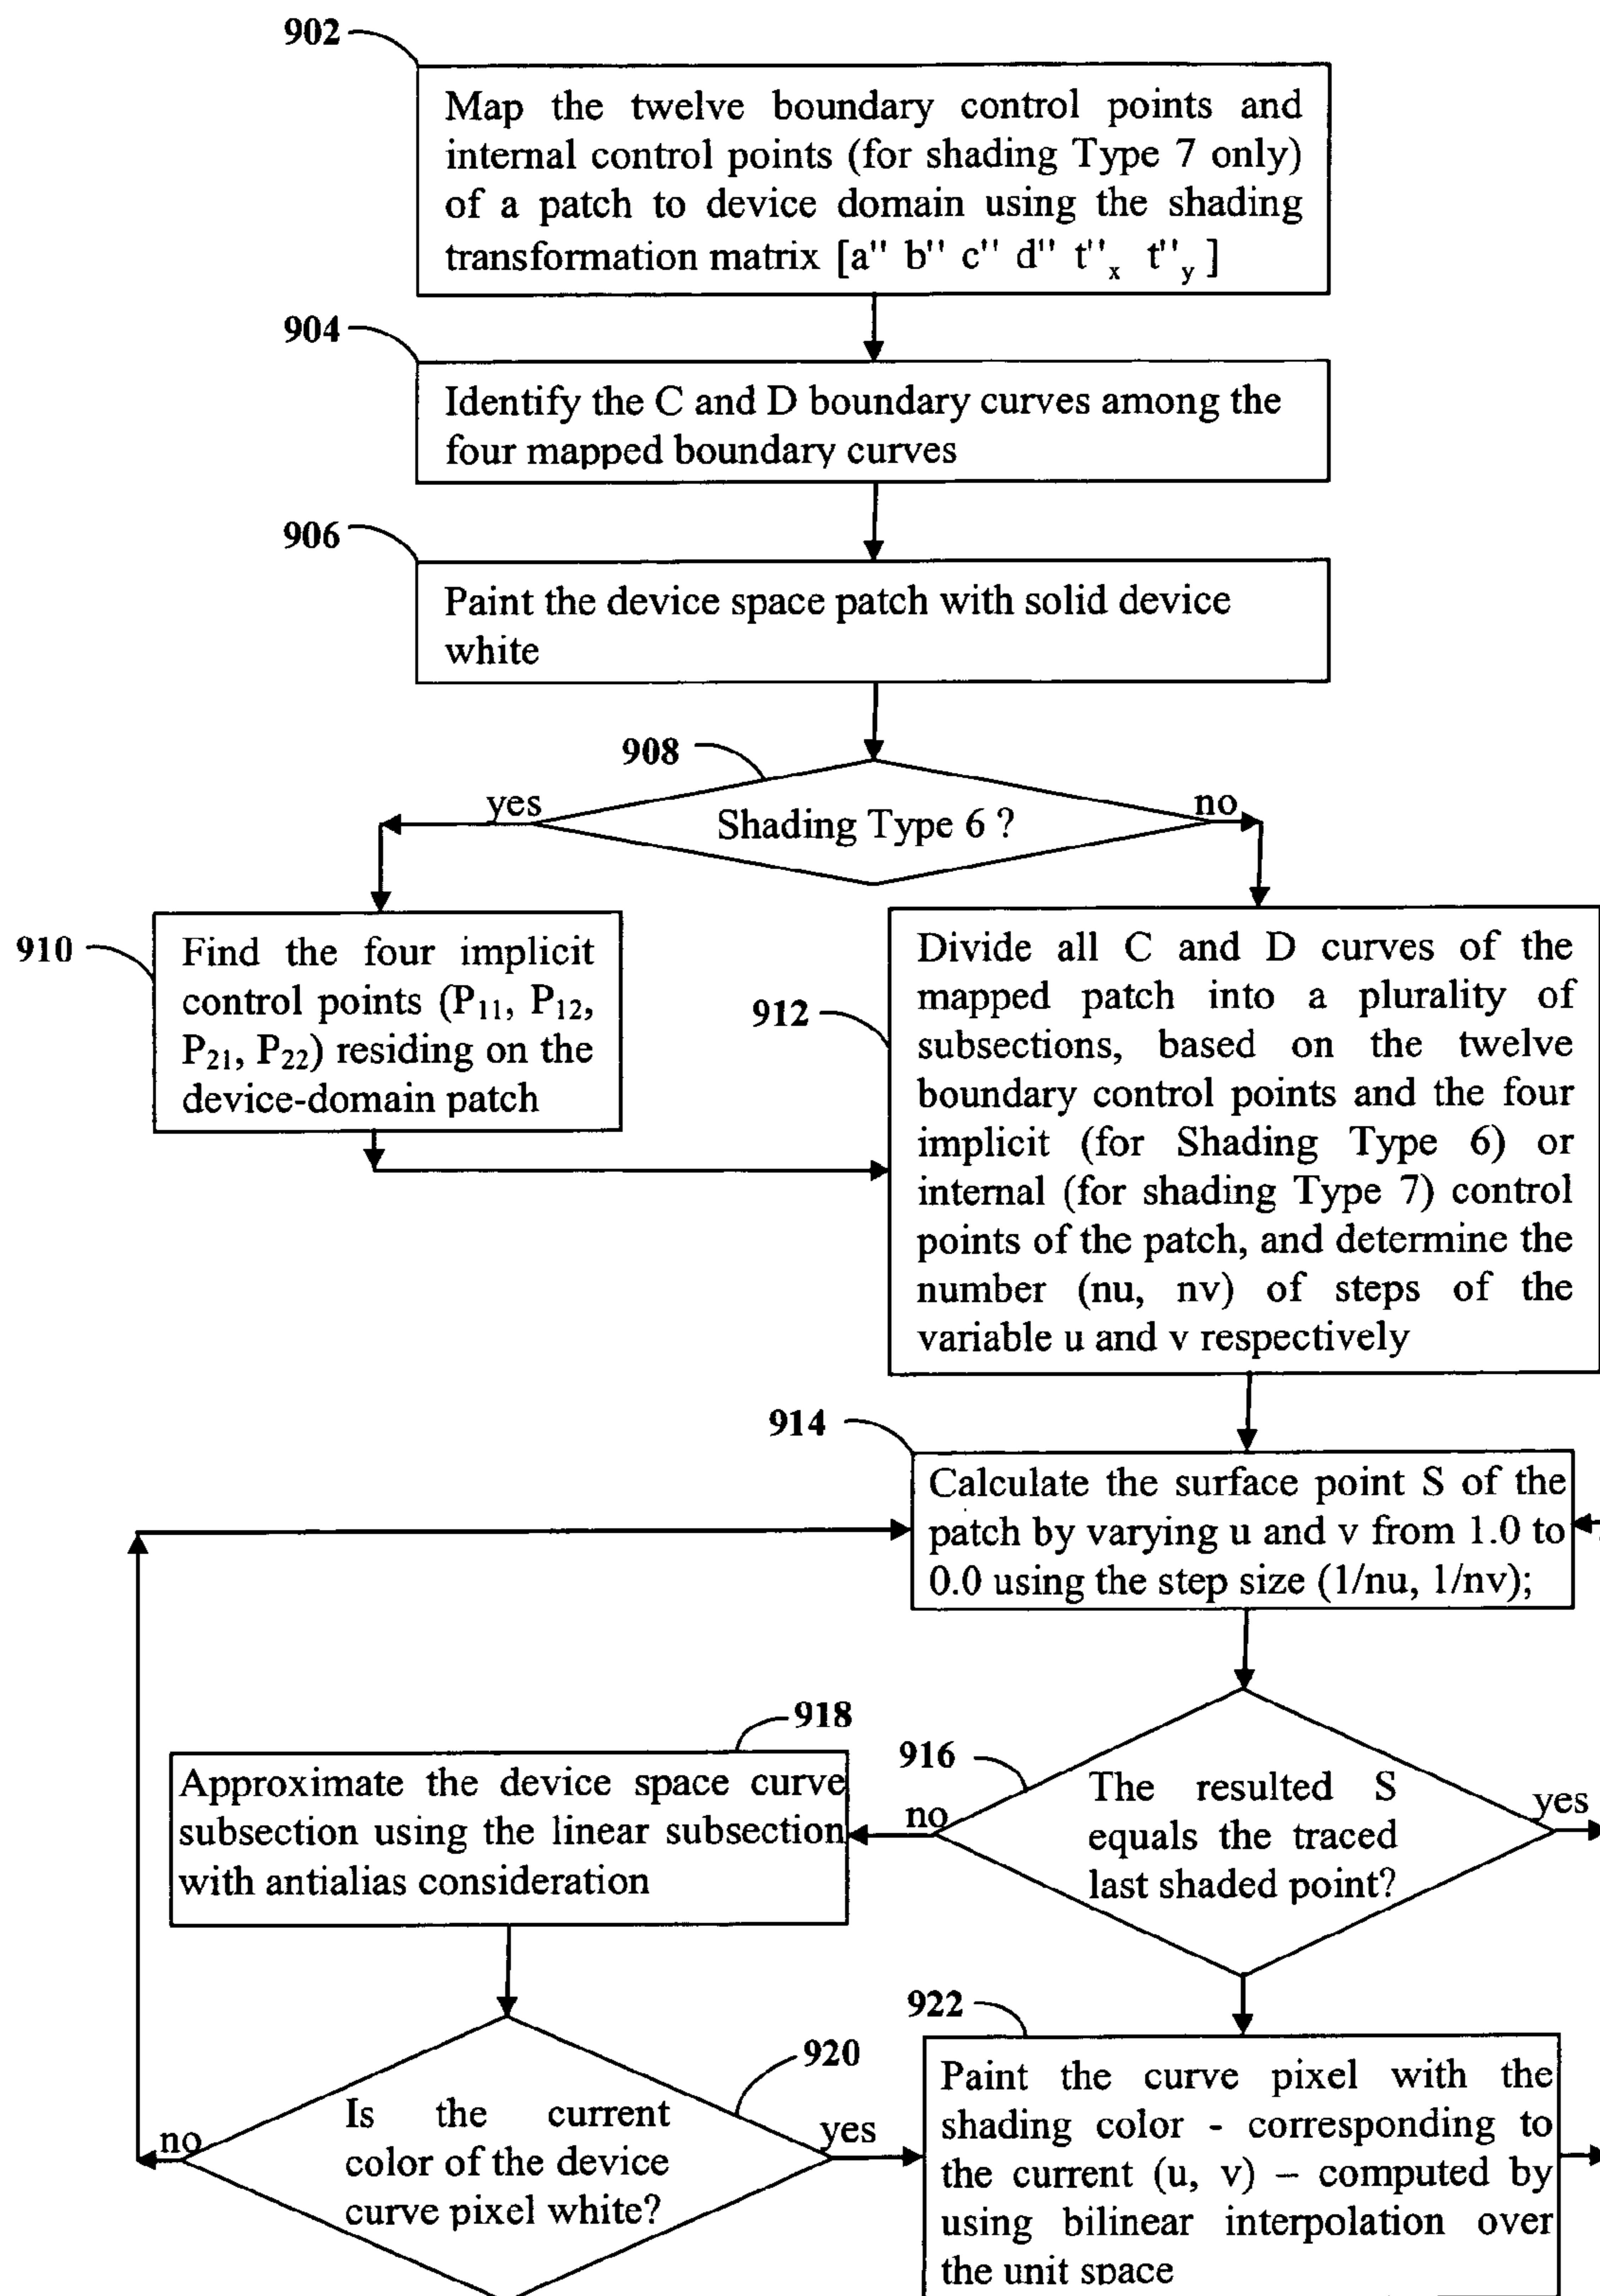 902
Map the twelve boundary control points and
internal control points (for shading Type 7 only)
of a patch to device domain using the shading
transformation matrix [a'' b'' c'' d'' t''x t''y ]
904
Identify the C and D boundary curves among the
four mapped boundary curves
906
Paint the device space patch with solid device
white
908
yes
Shading Type 6 ?
no
910
Find the four implicit
control points (P11, P12,
P21, P22) residing on the
device-domain patch
912
Divide all C and D curves of the
mapped patch into a plurality of
subsections, based on the twelve
boundary control points and the four
implicit (for Shading Type 6) or
internal (for shading Type 7) control
points of the patch, and determine the
number (nu, nv) of steps of the
variable u and v respectively
914
Calculate the surface point S of the
patch by varying u and v from 1.0 to
0.0 using the step size (1/nu, 1/nv);
916
The resulted S
equals the traced
last shaded point?
no
yes
918
Approximate the device space curve
subsection using the linear subsection
with antialias consideration
920
Is the current
color of the device
curve pixel white?
no
yes
922
Paint the curve pixel with the
shading color - corresponding to
the current (u, v) – computed by
using bilinear interpolation over
the unit space